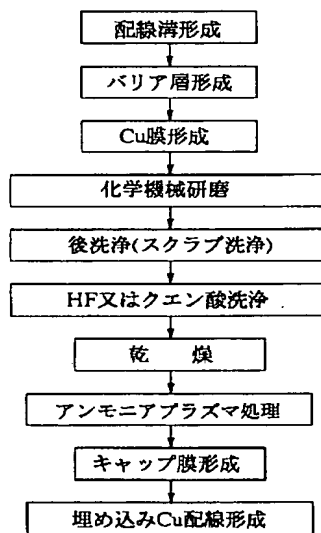 配線溝形成
バリア層形成
Cu膜形成
化学機械研磨
後洗浄(スクラブ洗浄)
HF又はクエン酸洗浄
乾　燥
アンモニアプラズマ処理
キャップ膜形成
埋め込みCu配線形成